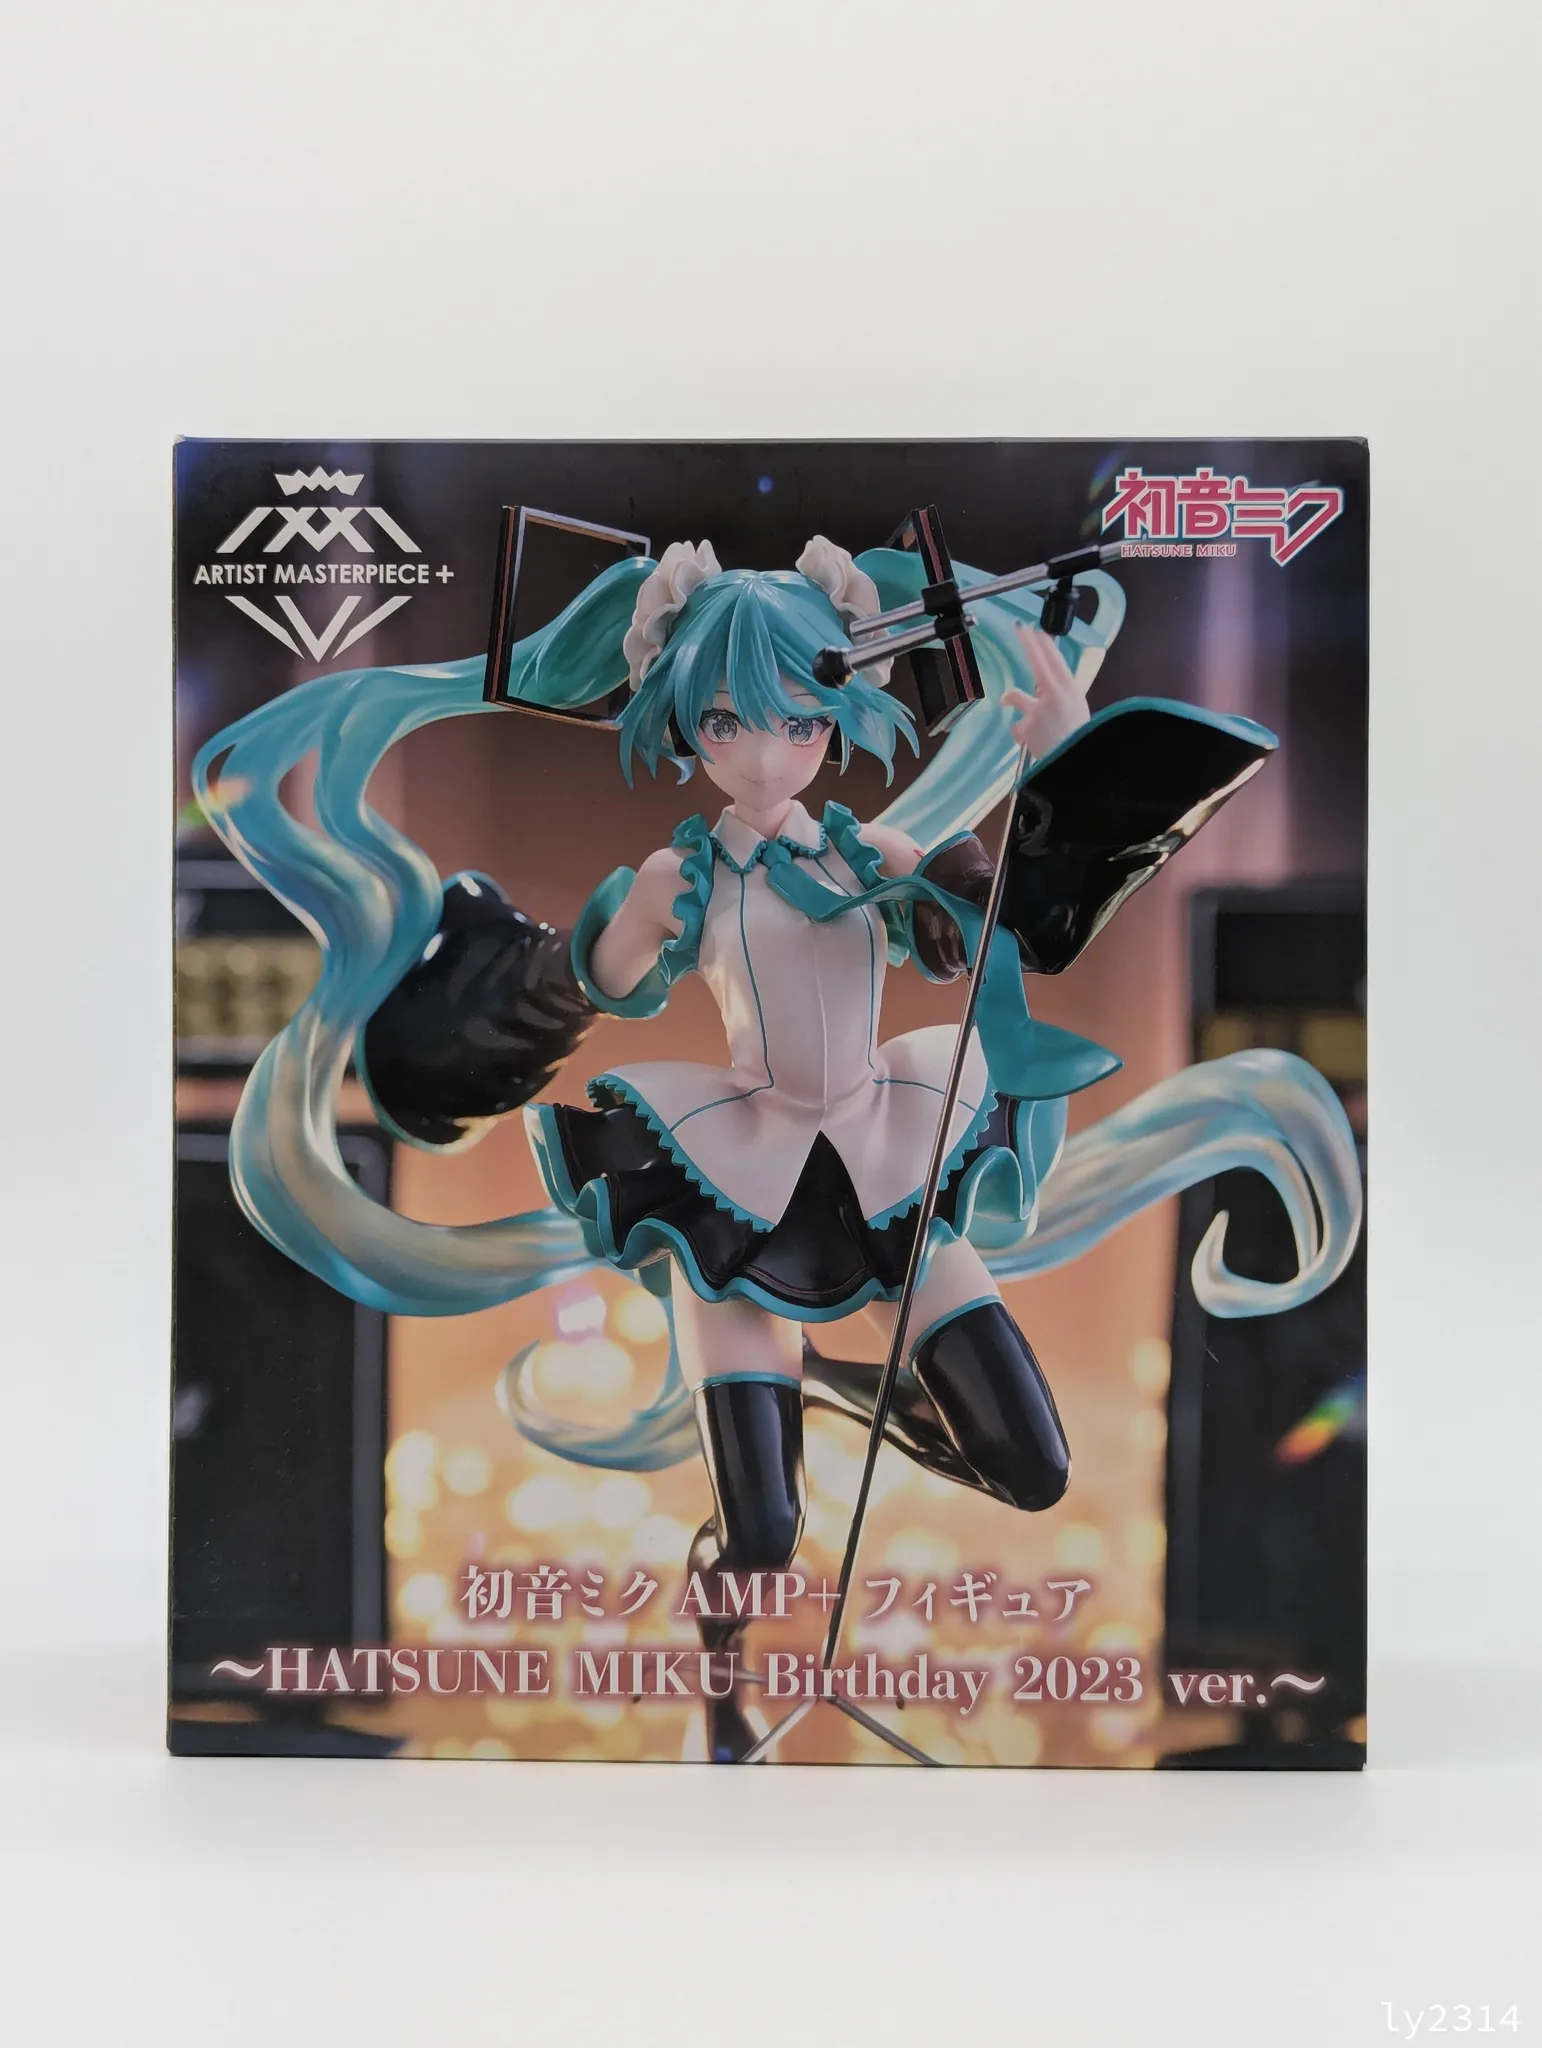 ARTIST MASTERPIECE+
初音ミク
HATSUNE MIKU
初音ミク AMP+ フィギュア
～HATSUNE MIKU Birthday 2023 ver.～
ly2314